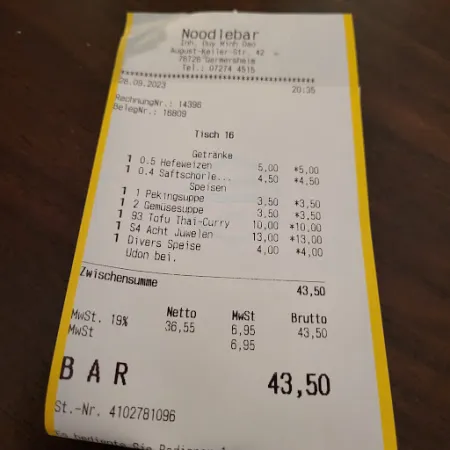 Noodlebar
Inh. Duy Minh Dao
August-Keiler-Str. 42
76726 Germersheim
Tel.: 07274 4515
28.09.2023 20:35
RechnungNr.: 14396
BelegNr.: 16809
Tisch 16
Getränke
1 0.5 Hefeweizen 5,00 *5,00
1 0.4 Saftschorle... 4,50 *4,50
Speisen
1 1 Pekingsuppe 3,50 *3,50
1 2 Gemüsesuppe 3,50 *3,50
1 93 Tofu Thai-Curry 10,00 *10,00
1 S4 Acht Juwelen 13,00 *13,00
1 Divers Speise 4,00 *4,00
Udon bei.
Zwischensumme 43,50
Netto MwSt Brutto
MwSt. 19% 36,55 6,95 43,50
MwSt 6,95
BAR 43,50
St.-Nr. 4102781096
Es bediente Sie